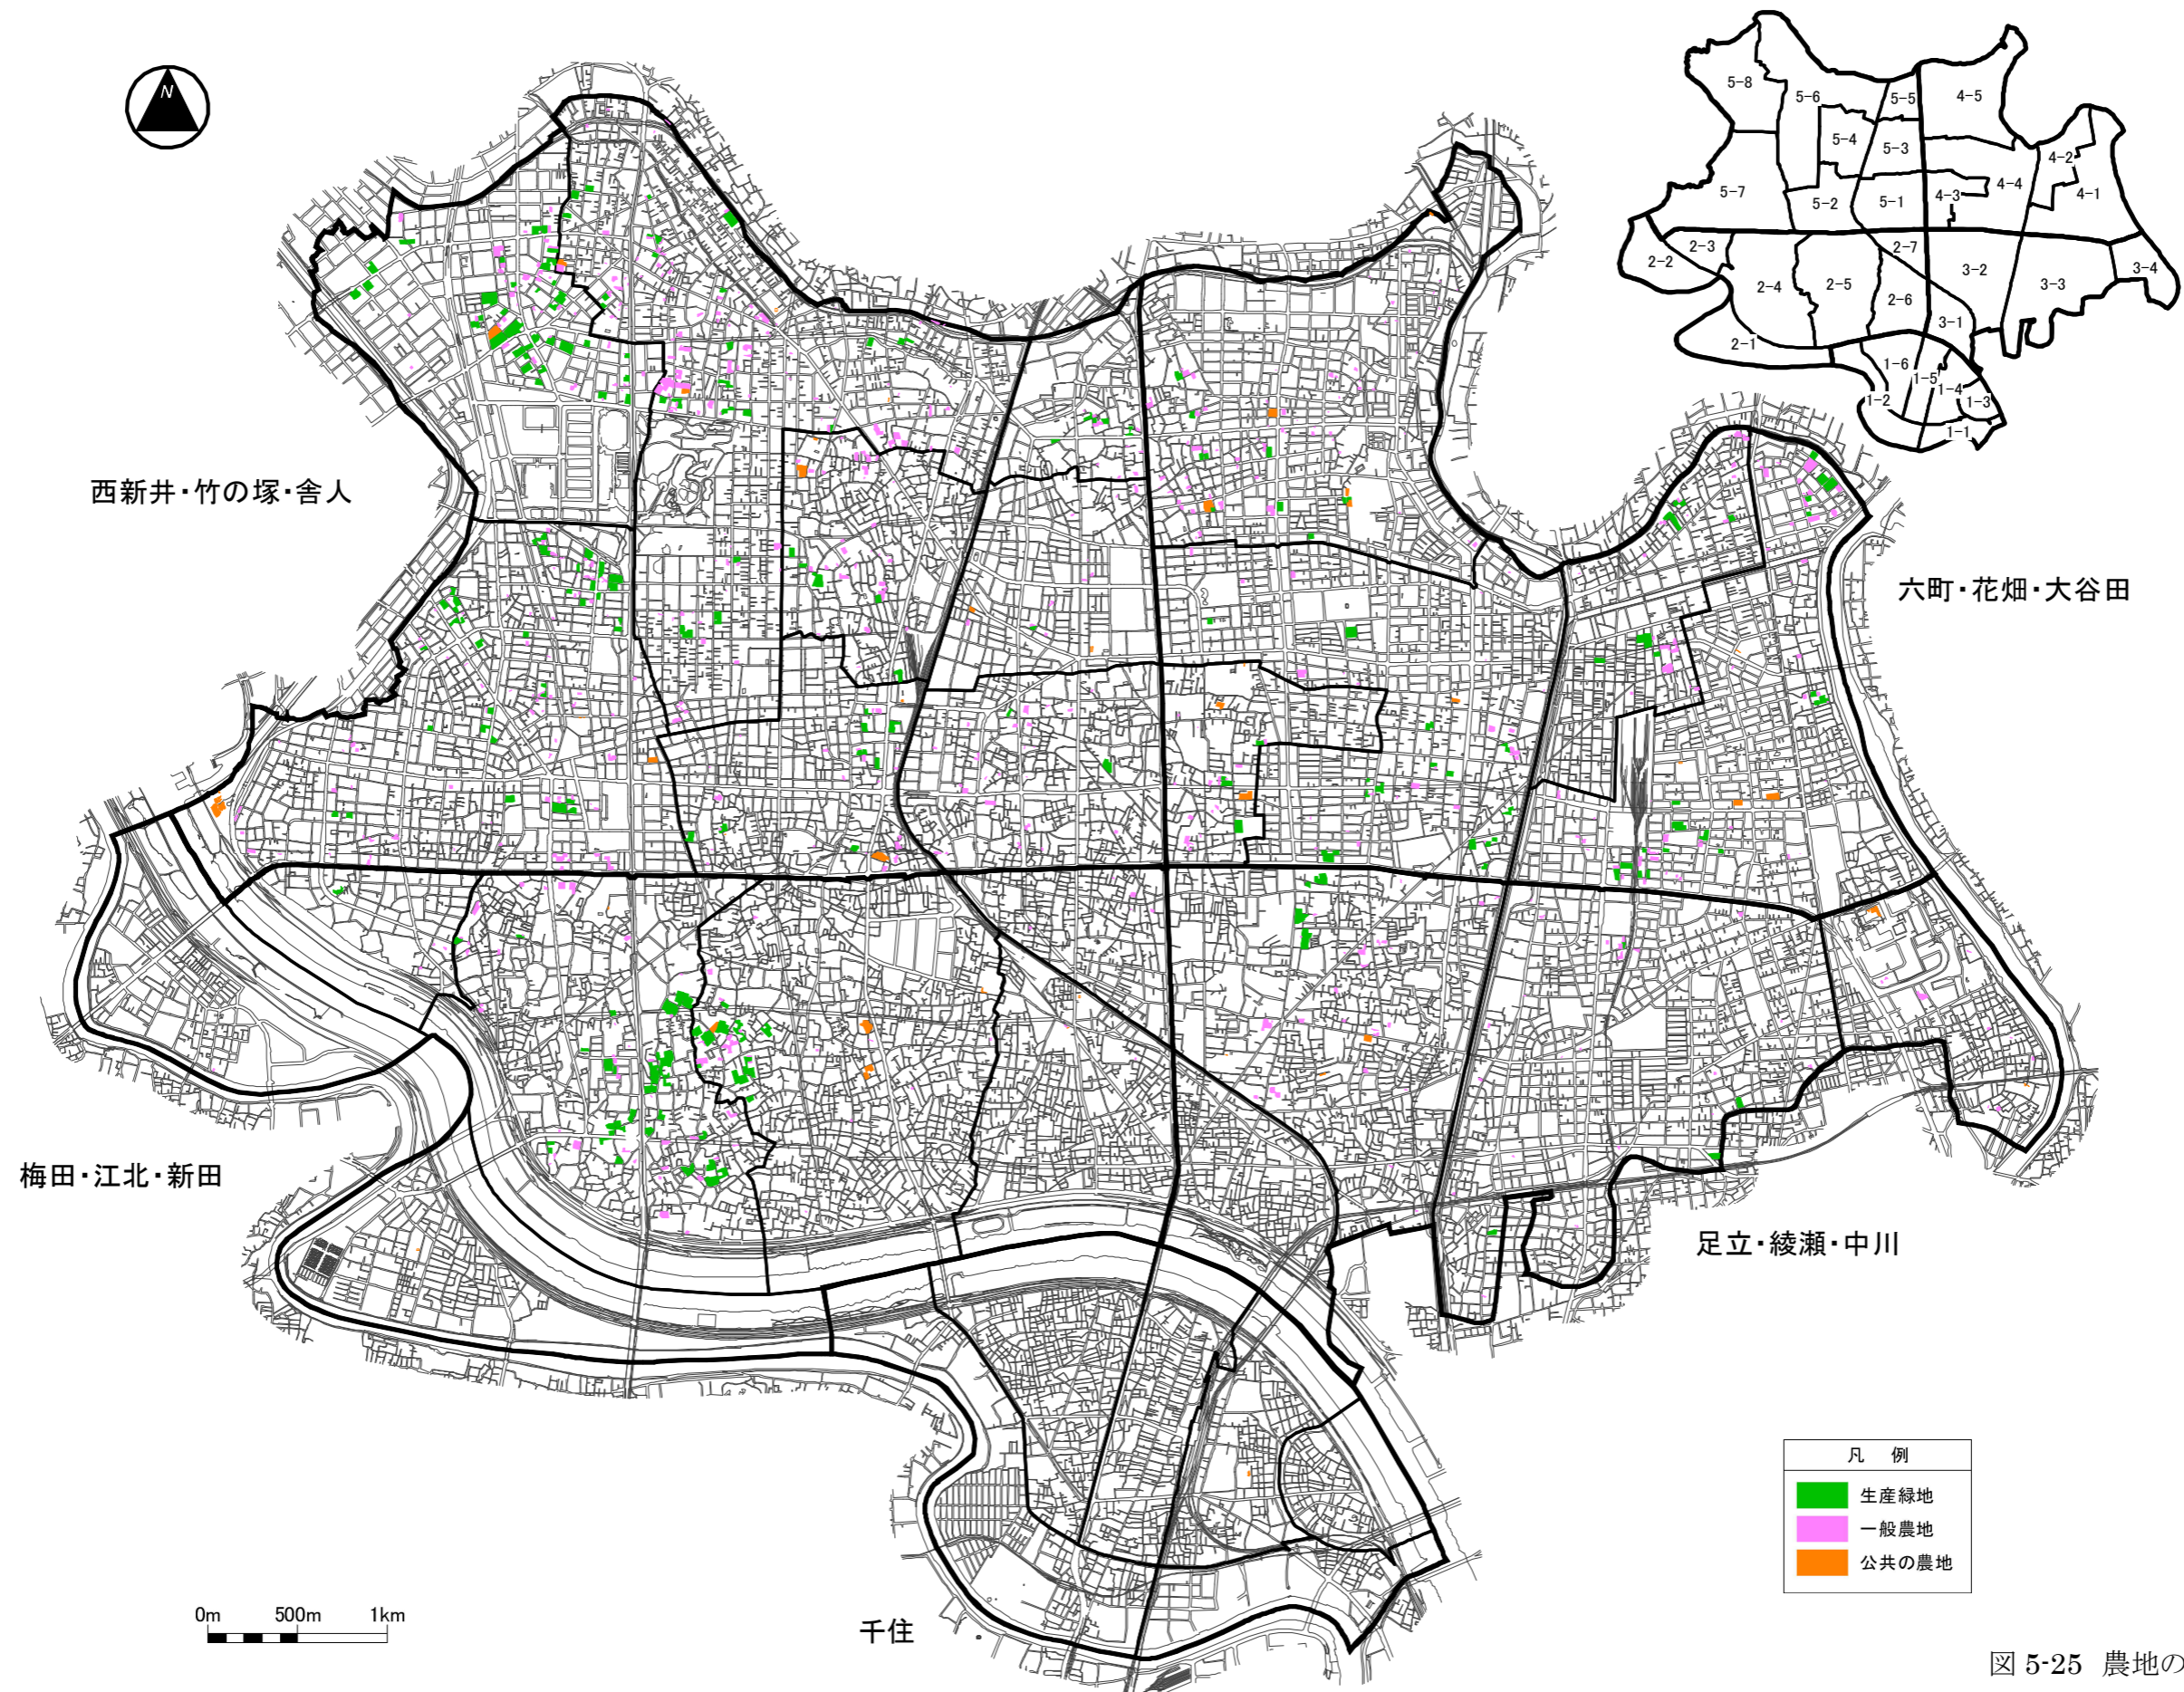 N
5-8
5-6
5-5
4-5
5-4
5-3
4-2
5-7
5-2
5-1
4-3
4-4
4-1
2-2
2-3
2-7
3-2
3-4
2-4
2-5
2-6
3-3
3-1
2-1
1-6
1-5
1-4
1-2
1-3
1-1
西新井・竹の塚・舎人
六町・花畑・大谷田
梅田・江北・新田
足立・綾瀬・中川
千住
凡 例
生産緑地
一般農地
公共の農地
0m 500m 1km
図 5-25 農地の